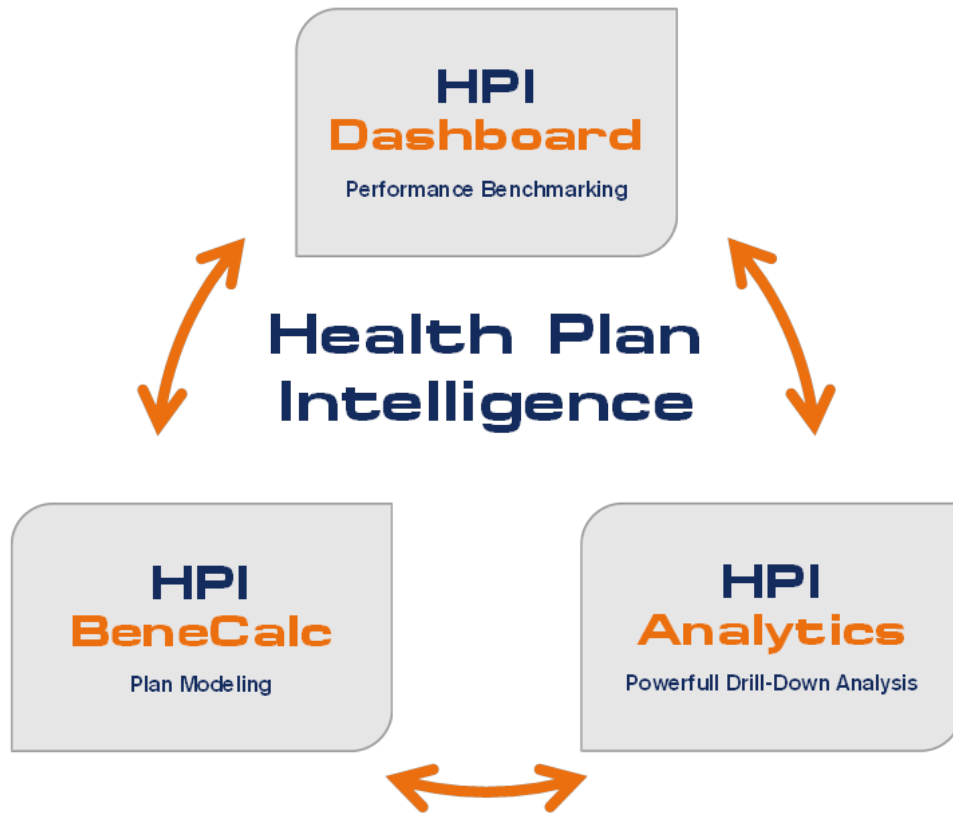 HPI
Dashboard
Performance Benchmarking
Health Plan
Intelligence
HPI
BeneCalc
Plan Modeling
HPI
Analytics
Powerfull Drill-Down Analysis